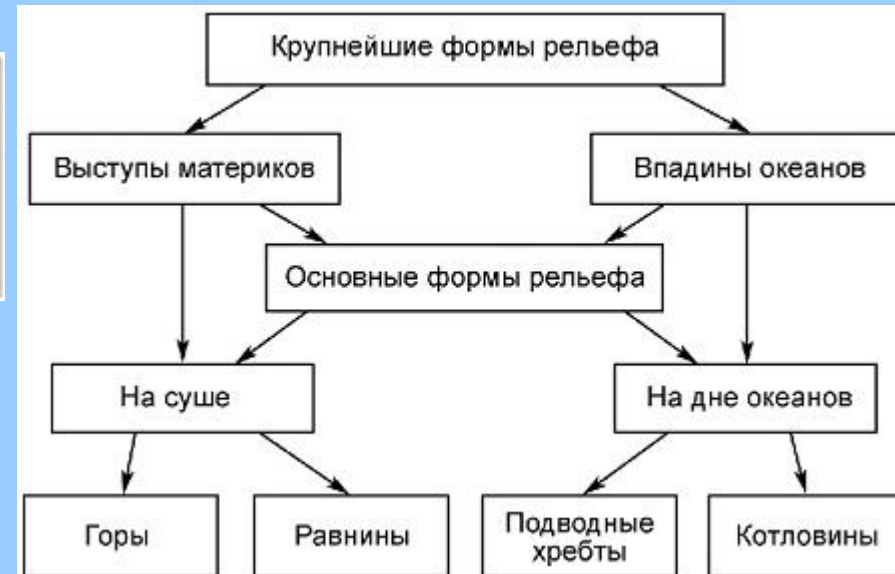 Крупнейшие формы рельефа
Выступы материков
Впадины океанов
Основные формы рельефа
На суше
На дне океанов
Горы
Равнины
Подводные
хребты
Котловины